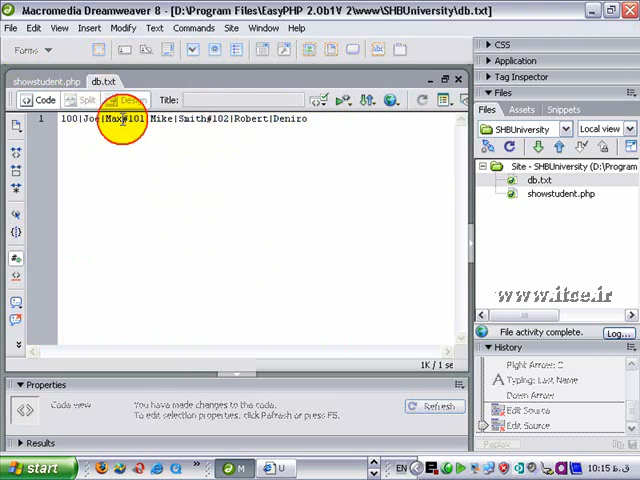 Macromedia Dreamweaver 8 - [D:\Program Files\EasyPHP 2.0b1V 2\www\SHBUniversity\db.txt]
File Edit View Insert Modify Text Commands Site Window Help
Forms
CSS
Application
Tag Inspector
Files
showstudent.php db.txt
Code Split Design Title:
Files Assets Snippets
1 100|Joe|Max#101|Mike|Smith#102|Robert|Deniro
SHBUniversity Local view
Site - SHBUniversity (D:\Program
db.txt
showstudent.php
www.itce.ir
File activity complete. Log...
History
1K / 1 se
Right Arrow: 2
Typing: Last Name
Down Arrow
Edit Source
Edit Source
Replay
Properties
Code view
You have made changes to the code.
To edit selection properties, click Refresh or press F5.
Refresh
Results
start M U EN 10:15 ق.ظ